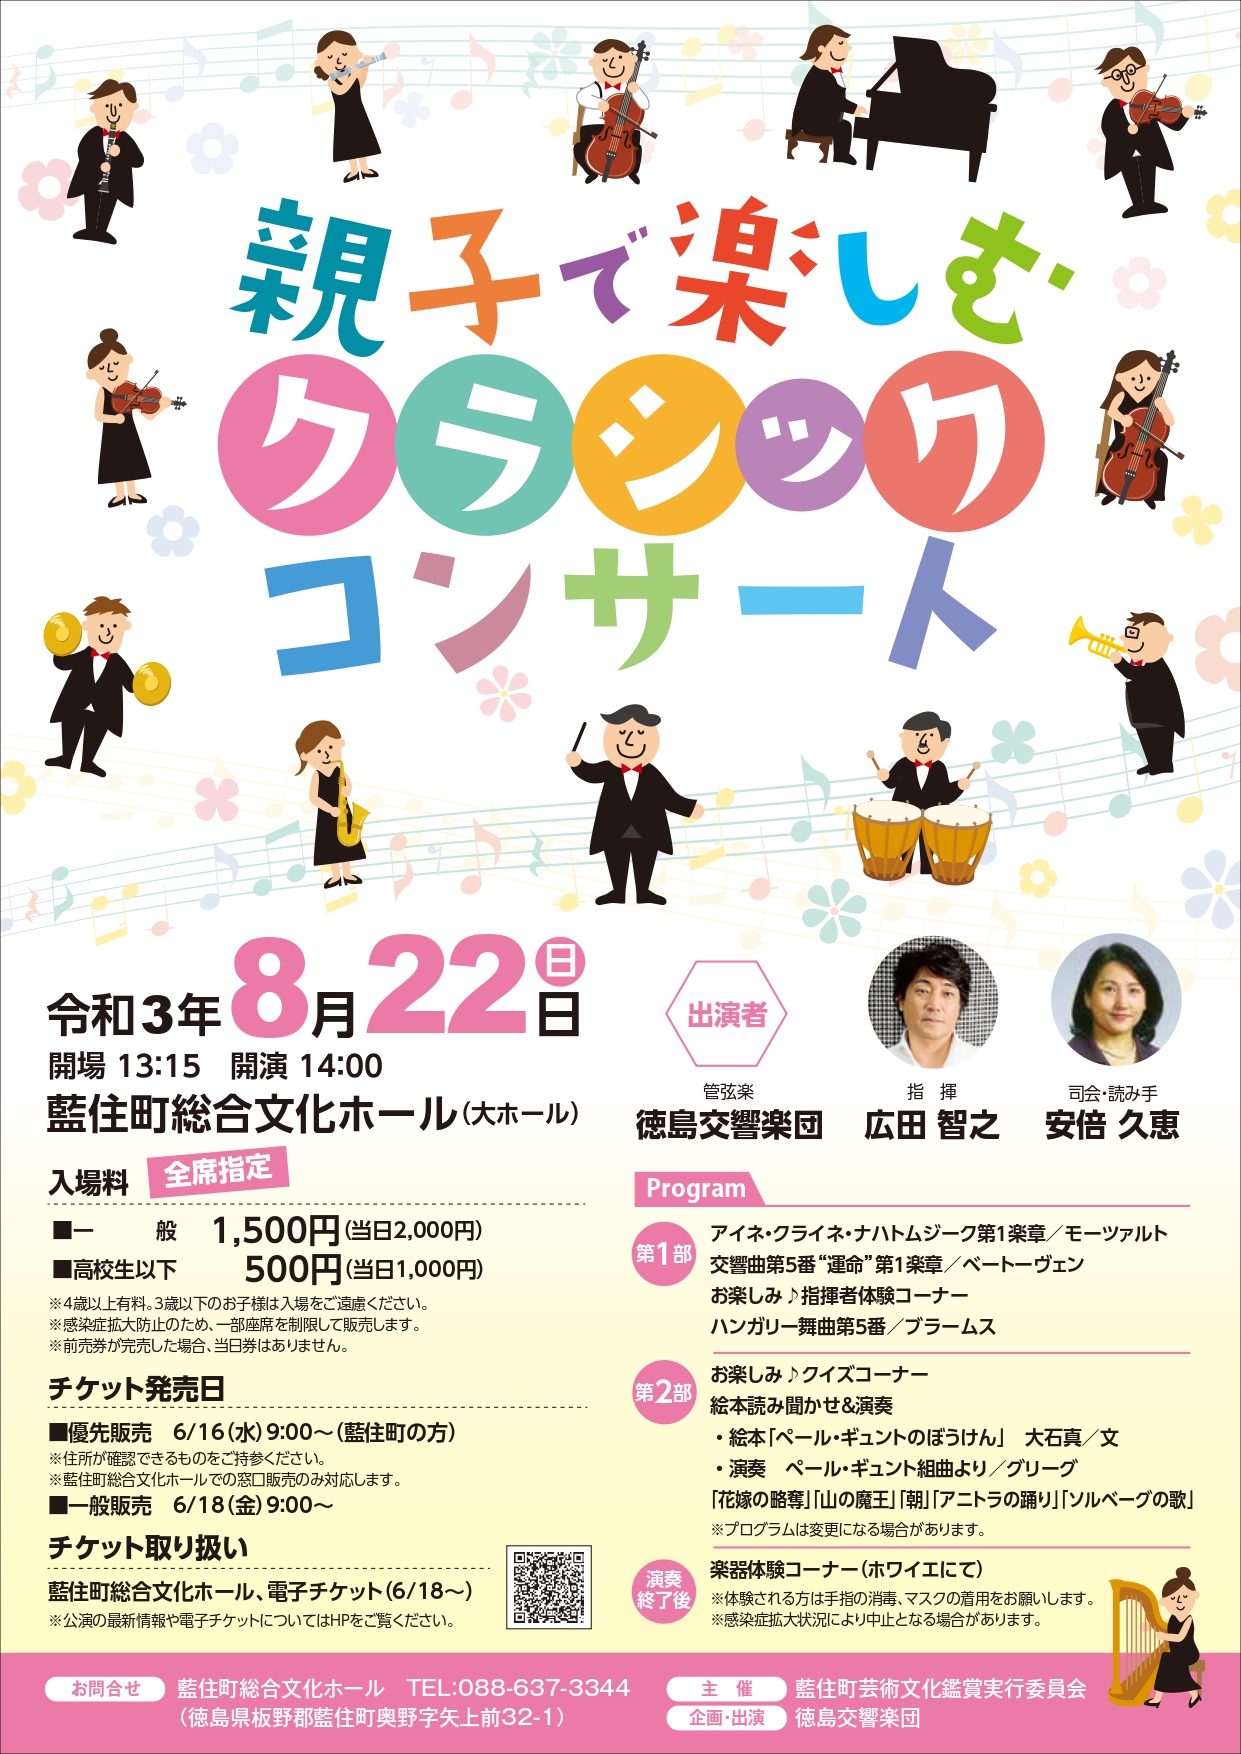 親子で楽しむ
クラシック
コンサート
令和3年8月22日(日)
開場 13:15　開演 14:00
藍住町総合文化ホール(大ホール)
入場料 全席指定
■一　般　1,500円(当日2,000円)
■高校生以下　500円(当日1,000円)
※4歳以上有料。3歳以下のお子様は入場をご遠慮ください。
※感染症拡大防止のため、一部座席を制限して販売します。
※前売券が完売した場合、当日券はありません。
チケット発売日
■優先販売　6/16(水)9:00～(藍住町の方)
※住所が確認できるものをご持参ください。
※藍住町総合文化ホールでの窓口販売のみ対応します。
■一般販売　6/18(金)9:00～
チケット取り扱い
藍住町総合文化ホール、電子チケット(6/18～)
※公演の最新情報や電子チケットについてはHPをご覧ください。
出演者
管弦楽
徳島交響楽団
指　揮
広田 智之
司会・読み手
安倍 久恵
Program
第1部
アイネ・クライネ・ナハトムジーク第1楽章／モーツァルト
交響曲第5番“運命”第1楽章／ベートーヴェン
お楽しみ♪指揮者体験コーナー
ハンガリー舞曲第5番／ブラームス
第2部
お楽しみ♪クイズコーナー
絵本読み聞かせ&演奏
・絵本「ペール・ギュントのぼうけん」　大石真／文
・演奏　ペール・ギュント組曲より／グリーグ
「花嫁の略奪」「山の魔王」「朝」「アニトラの踊り」「ソルベーグの歌」
※プログラムは変更になる場合があります。
演奏終了後
楽器体験コーナー(ホワイエにて)
※体験される方は手指の消毒、マスクの着用をお願いします。
※感染症拡大状況により中止となる場合があります。
お問合せ 藍住町総合文化ホール　TEL:088-637-3344
(徳島県板野郡藍住町奥野字矢上前32-1)
主　催 藍住町芸術文化鑑賞実行委員会
企画・出演 徳島交響楽団